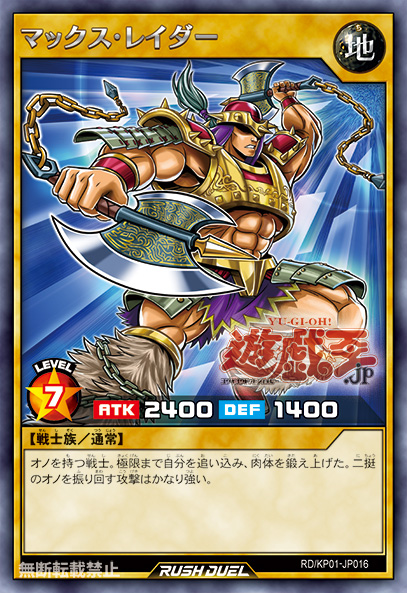 マックス・レイダー
地
YU-GI-OH!
遊戯王.jp
LEVEL
7
ATK 2400 DEF 1400
【戦士族／通常】
オノを持つ戦士。極限まで自分を追い込み、肉体を鍛え上げた。二挺
のオノを振り回す攻撃はかなり強い。
無断転載禁止
RUSH DUEL
RD/KP01-JP016